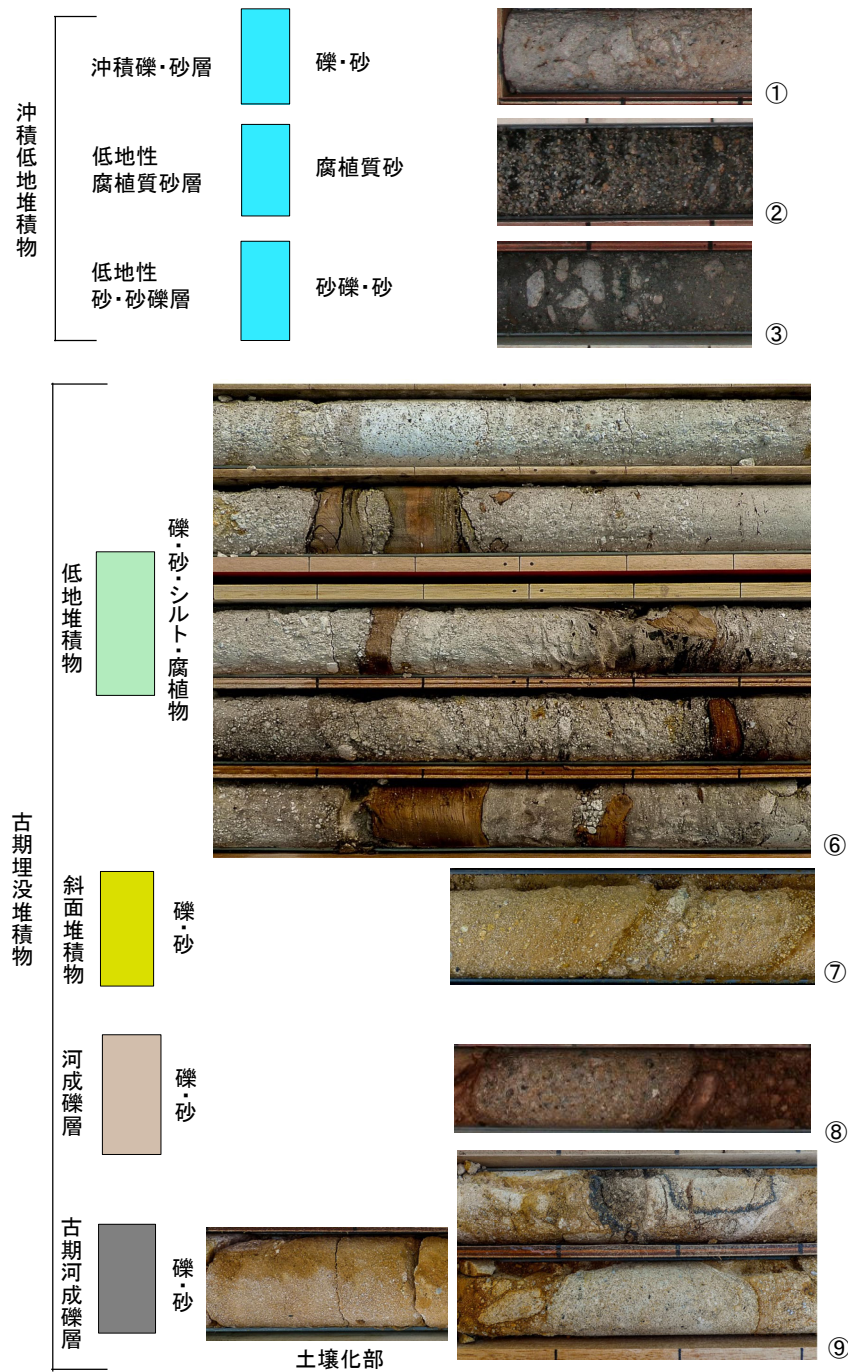 沖積低地堆積物
沖積礫・砂層
礫・砂
①
低地性
腐植質砂層
腐植質砂
②
低地性
砂・砂礫層
砂礫・砂
③
古期埋没堆積物
低地堆積物
礫・砂・シルト・腐植物
⑥
斜面堆積物
礫・砂
⑦
河成礫層
礫・砂
⑧
古期河成礫層
礫・砂
土壌化部
⑨